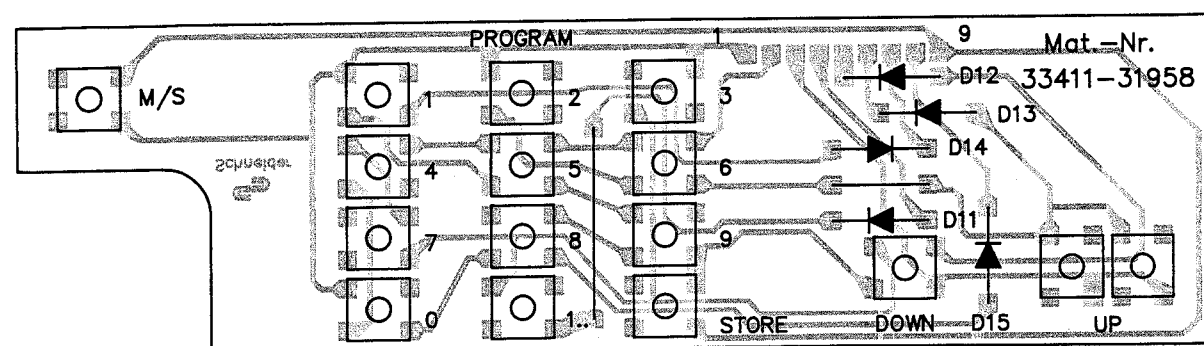 PROGRAM
1
9
Mat.-Nr.
33411-31958
M/S
1
2
3
D12
D13
4
5
6
D14
Schneider
7
8
9
D11
0
1..
STORE
DOWN
D15
UP